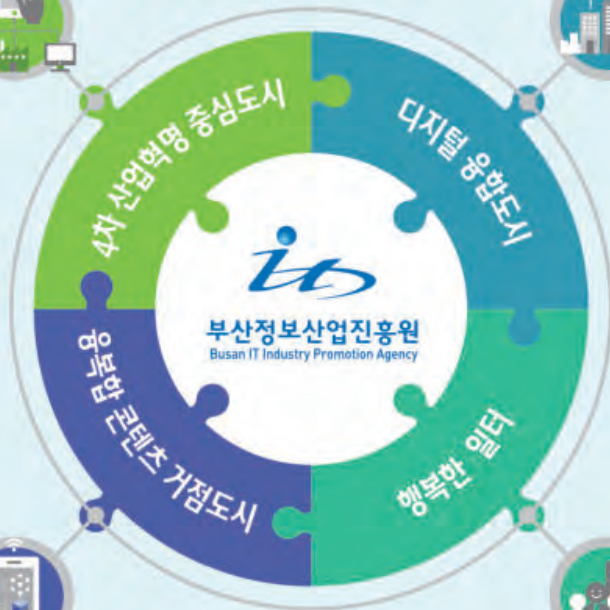 4차 산업혁명 중심도시
디지털 융합도시
부산정보산업진흥원
Busan IT Industry Promotion Agency
융복합 콘텐츠 거점도시
행복한 일터